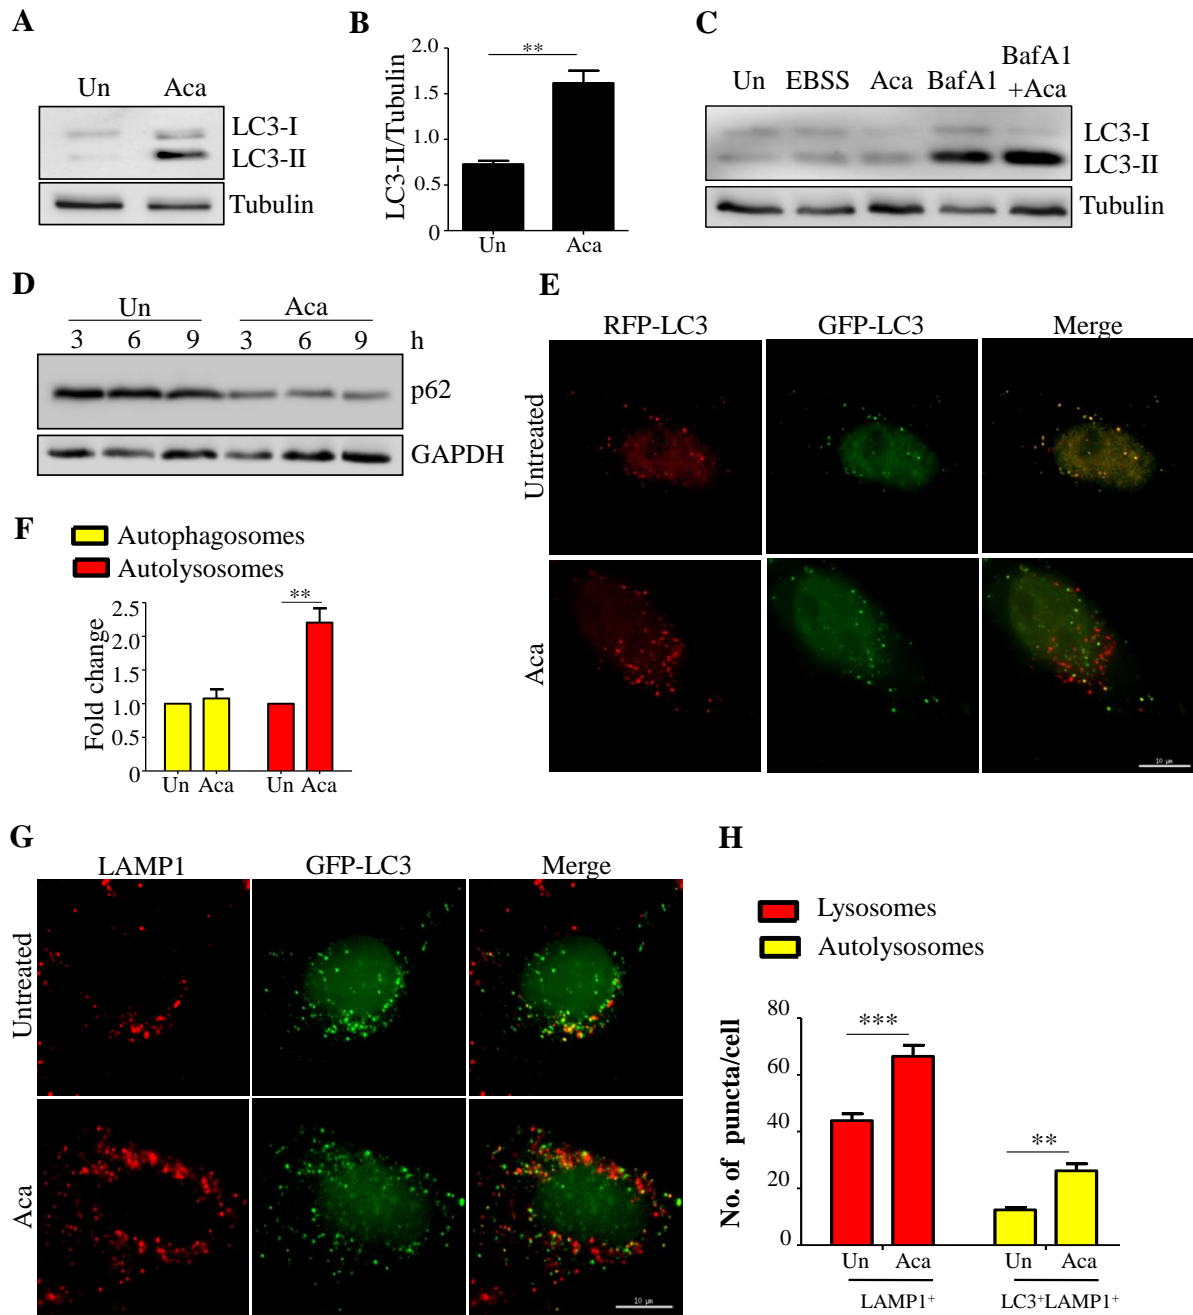 A
Un Aca
LC3-I
LC3-II
Tubulin
B
**
LC3-II/Tubulin
2.0
1.5
1.0
0.5
0
Un Aca
C
Un EBSS Aca BafA1 BafA1
+Aca
LC3-I
LC3-II
Tubulin
D
Un Aca
3 6 9 3 6 9 h
p62
GAPDH
E
RFP-LC3 GFP-LC3 Merge
Untreated
Aca
10 μm
F
Autophagosomes
Autolysosomes
**
Fold change
2.5
2.0
1.5
1.0
0.5
0
Un Aca Un Aca
G
LAMP1 GFP-LC3 Merge
Untreated
Aca
10 μm
H
Lysosomes
Autolysosomes
No. of puncta/cell
80
60
40
20
0
***
**
Un Aca Un Aca
LAMP1⁺ LC3⁺LAMP1⁺